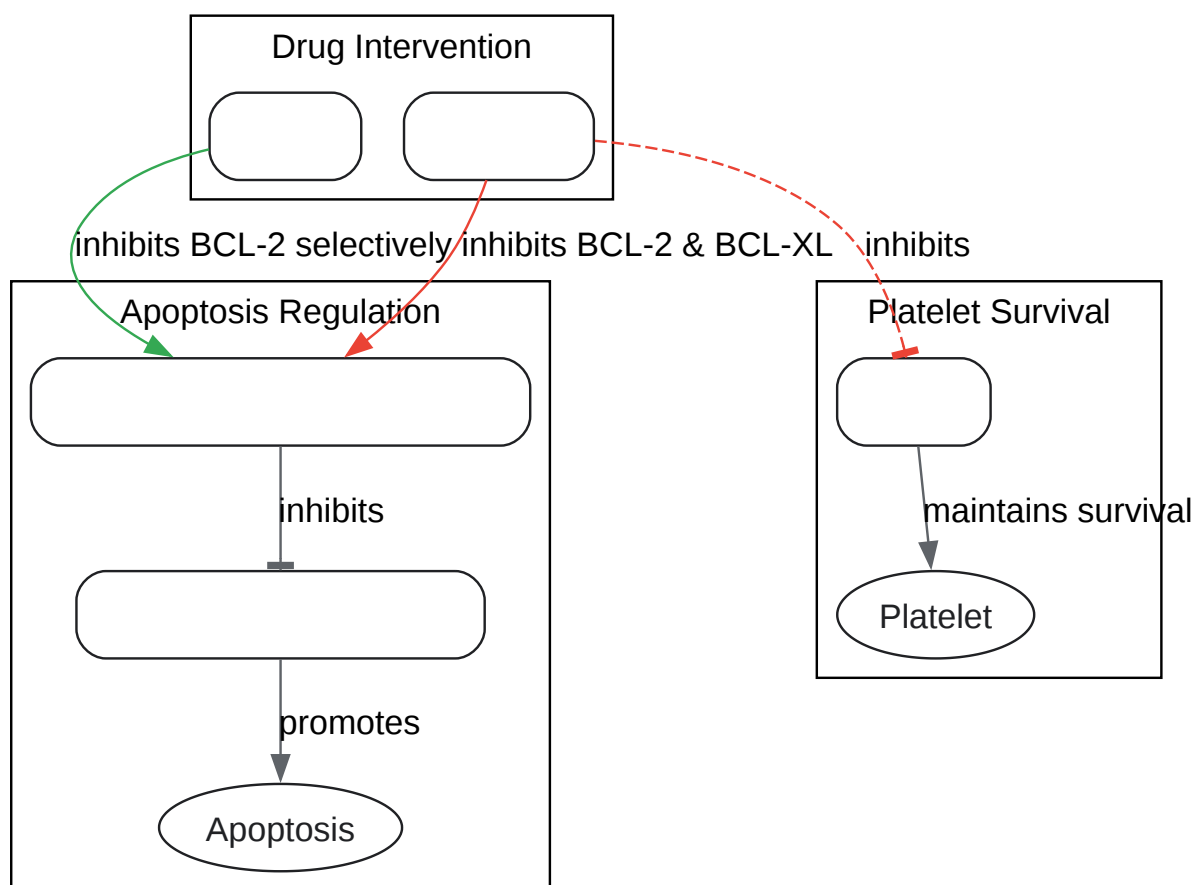 Drug Intervention
inhibits BCL-2 selectively
inhibits BCL-2 & BCL-XL
inhibits
Apoptosis Regulation
Platelet Survival
inhibits
maintains survival
Platelet
promotes
Apoptosis